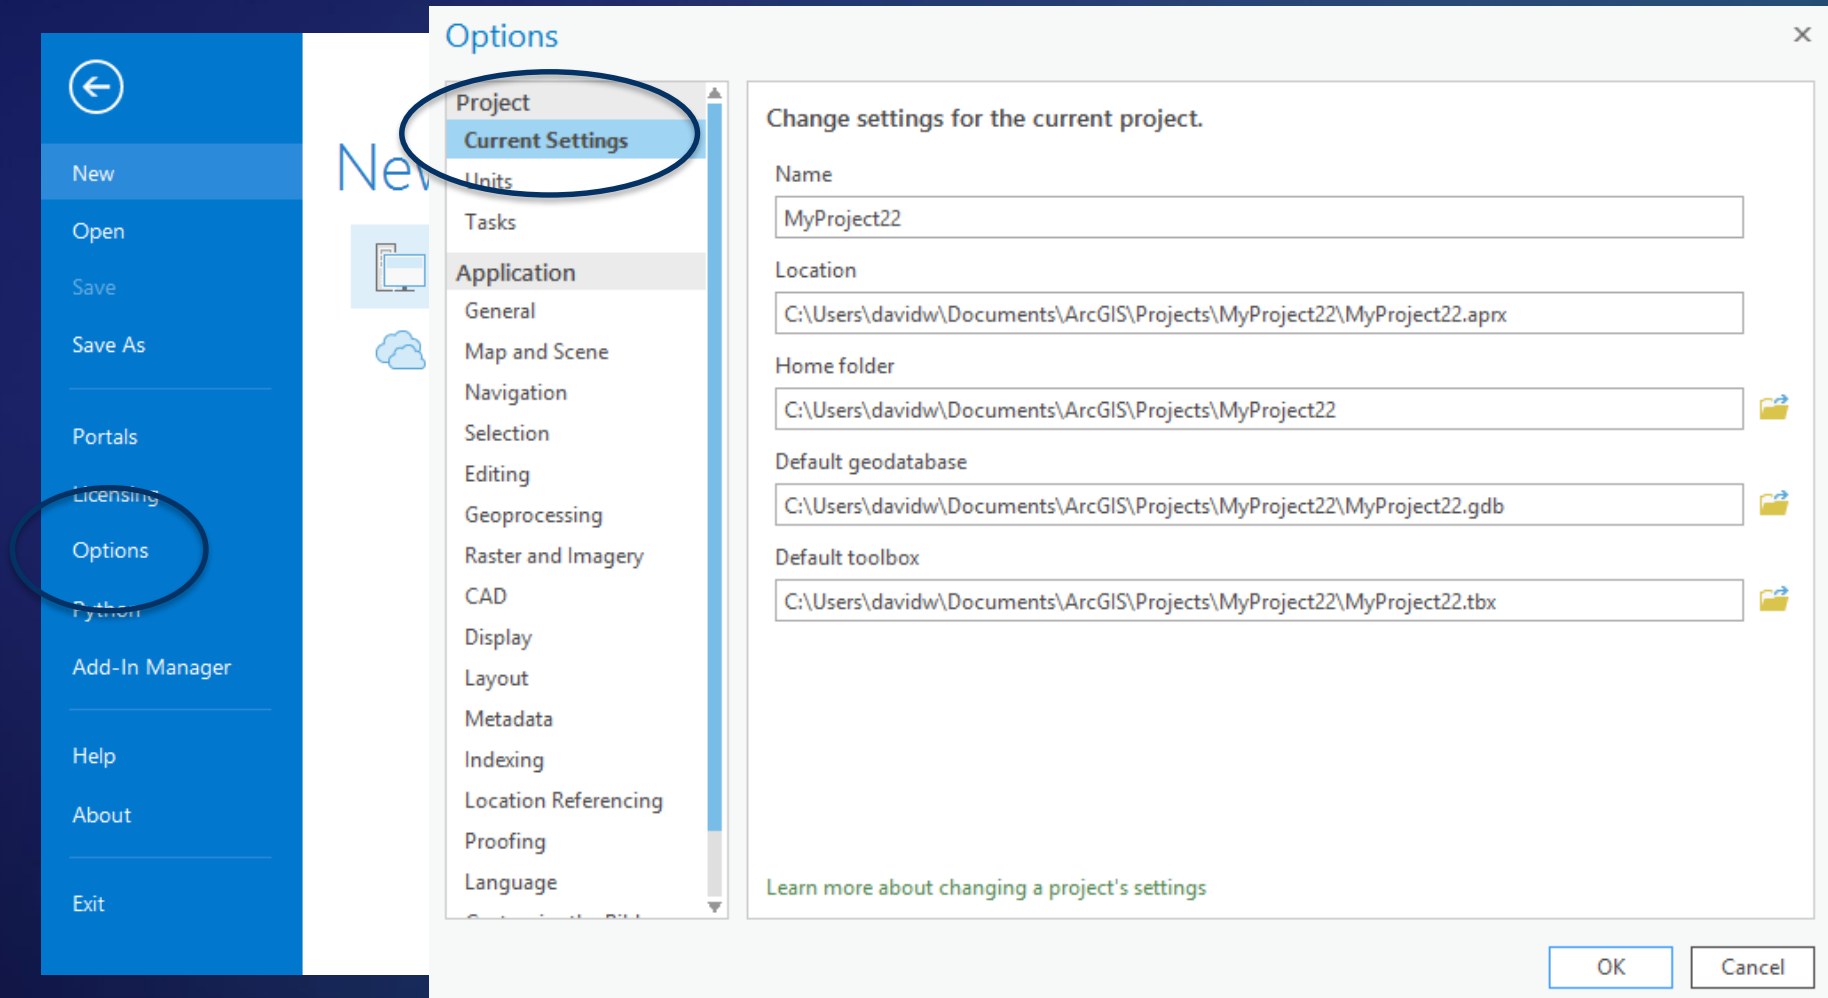 New
Open
Save
Save As
Portals
Licensing
Options
Python
Add-In Manager
Help
About
Exit
Options
Project
Current Settings
Units
Tasks
Application
General
Map and Scene
Navigation
Selection
Editing
Geoprocessing
Raster and Imagery
CAD
Display
Layout
Metadata
Indexing
Location Referencing
Proofing
Language
Change settings for the current project.
Name
MyProject22
Location
C:\Users\davidw\Documents\ArcGIS\Projects\MyProject22\MyProject22.aprx
Home folder
C:\Users\davidw\Documents\ArcGIS\Projects\MyProject22
Default geodatabase
C:\Users\davidw\Documents\ArcGIS\Projects\MyProject22\MyProject22.gdb
Default toolbox
C:\Users\davidw\Documents\ArcGIS\Projects\MyProject22\MyProject22.tbx
Learn more about changing a project's settings
OK
Cancel